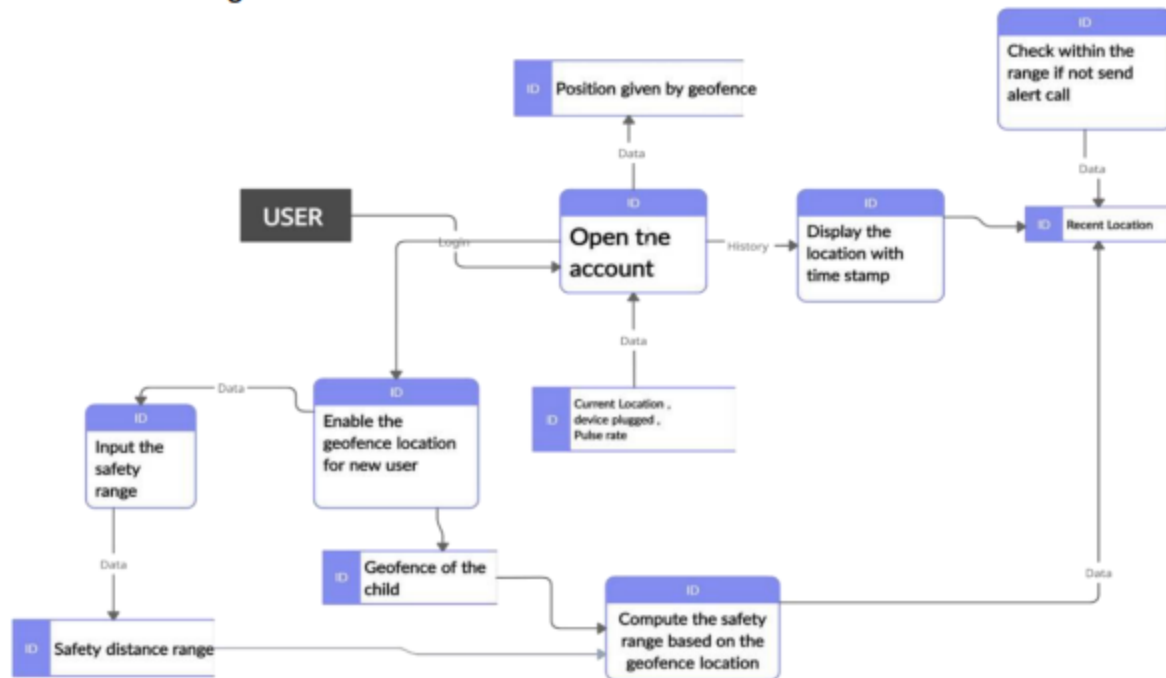 ID
Check within the
range if not send
alert call
ID
Position given by geofence
Data
Data
USER
ID
Open the
account
Login
History
ID
Display the
location with
time stamp
ID
Recent Location
Data
Data
ID
Enable the
geofence location
for new user
ID
Current Location ,
device plugged ,
Pulse rate
ID
Input the
safety
range
Data
ID
Geofence of the
child
Data
ID
Compute the safety
range based on the
geofence location
ID
Safety distance range